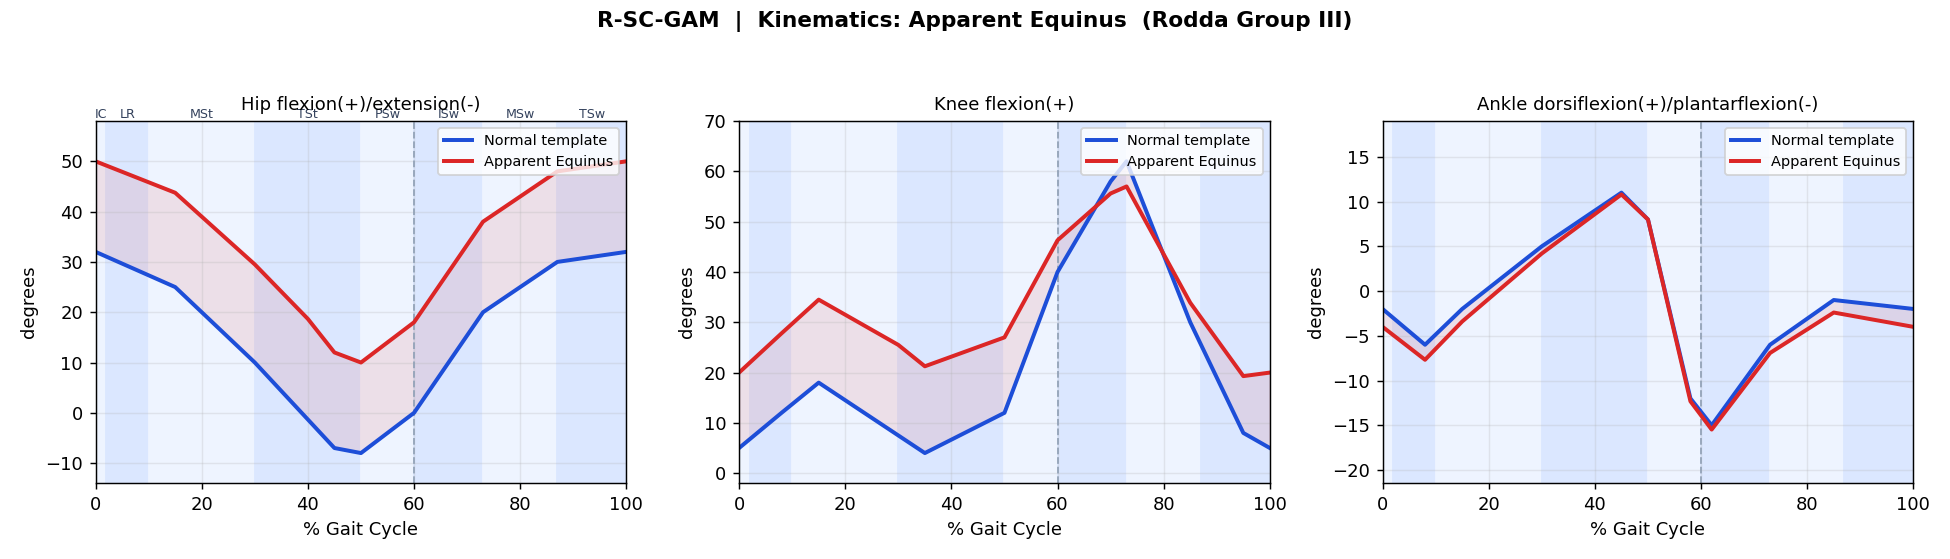 R-SC-GAM  |  Kinematics: Apparent Equinus  (Rodda Group III)
Hip flexion(+)/extension(-)
IC LR MSt TSt PSw ISw MSw TSw
Normal template
Apparent Equinus
50
40
30
20
10
0
−10
degrees
0 20 40 60 80 100
% Gait Cycle
Knee flexion(+)
Normal template
Apparent Equinus
70
60
50
40
30
20
10
0
degrees
0 20 40 60 80 100
% Gait Cycle
Ankle dorsiflexion(+)/plantarflexion(-)
Normal template
Apparent Equinus
15
10
5
0
−5
−10
−15
−20
degrees
0 20 40 60 80 100
% Gait Cycle